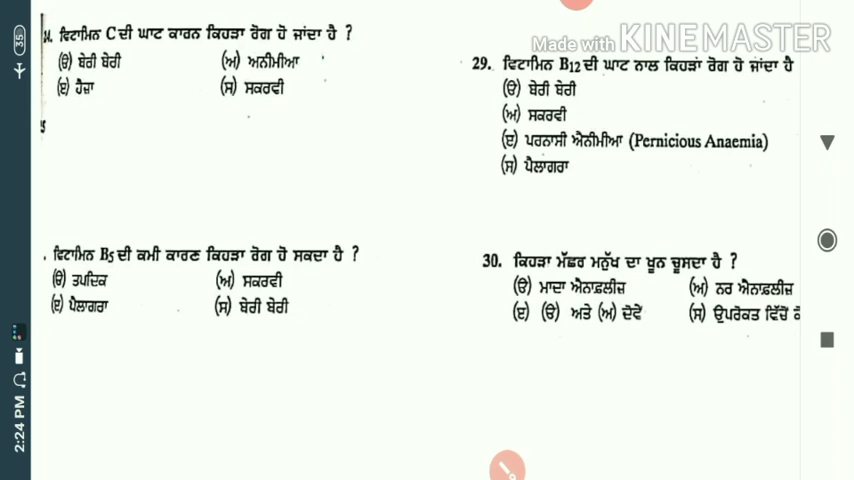 35
2:24 PM
Made with KINEMASTER
24. ਵਿਟਾਮਿਨ C ਦੀ ਘਾਟ ਕਾਰਨ ਕਿਹੜਾ ਰੋਗ ਹੋ ਜਾਂਦਾ ਹੈ ?
(ੳ) ਬੇਰੀ ਬੇਰੀ (ਅ) ਅਨੀਮੀਆ
(ੲ) ਹੈਜ਼ਾ (ਸ) ਸਕਰਵੀ
ਵਿਟਾਮਿਨ B5 ਦੀ ਕਮੀ ਕਾਰਣ ਕਿਹੜਾ ਰੋਗ ਹੋ ਸਕਦਾ ਹੈ ?
(ੳ) ਤਪਦਿਕ (ਅ) ਸਕਰਵੀ
(ੲ) ਪੈਲਾਗਰਾ (ਸ) ਬੇਰੀ ਬੇਰੀ
29. ਵਿਟਾਮਿਨ B12 ਦੀ ਘਾਟ ਨਾਲ ਕਿਹੜਾਂ ਰੋਗ ਹੋ ਜਾਂਦਾ ਹੈ
(ੳ) ਬੇਰੀ ਬੇਰੀ
(ਅ) ਸਕਰਵੀ
(ੲ) ਪਰਨਾਸੀ ਐਨੀਮੀਆ (Pernicious Anaemia)
(ਸ) ਪੈਲਾਗਰਾ
30. ਕਿਹੜਾ ਮੱਛਰ ਮਨੁੱਖ ਦਾ ਖ਼ੂਨ ਚੂਸਦਾ ਹੈ ?
(ੳ) ਮਾਦਾ ਐਨਾਫ਼ਲੀਜ਼ (ਅ) ਨਰ ਐਨਾਫ਼ਲੀਜ਼
(ੲ) (ੳ) ਅਤੇ (ਅ) ਦੋਵੇਂ (ਸ) ਉਪਰੋਕਤ ਵਿੱਚੋਂ